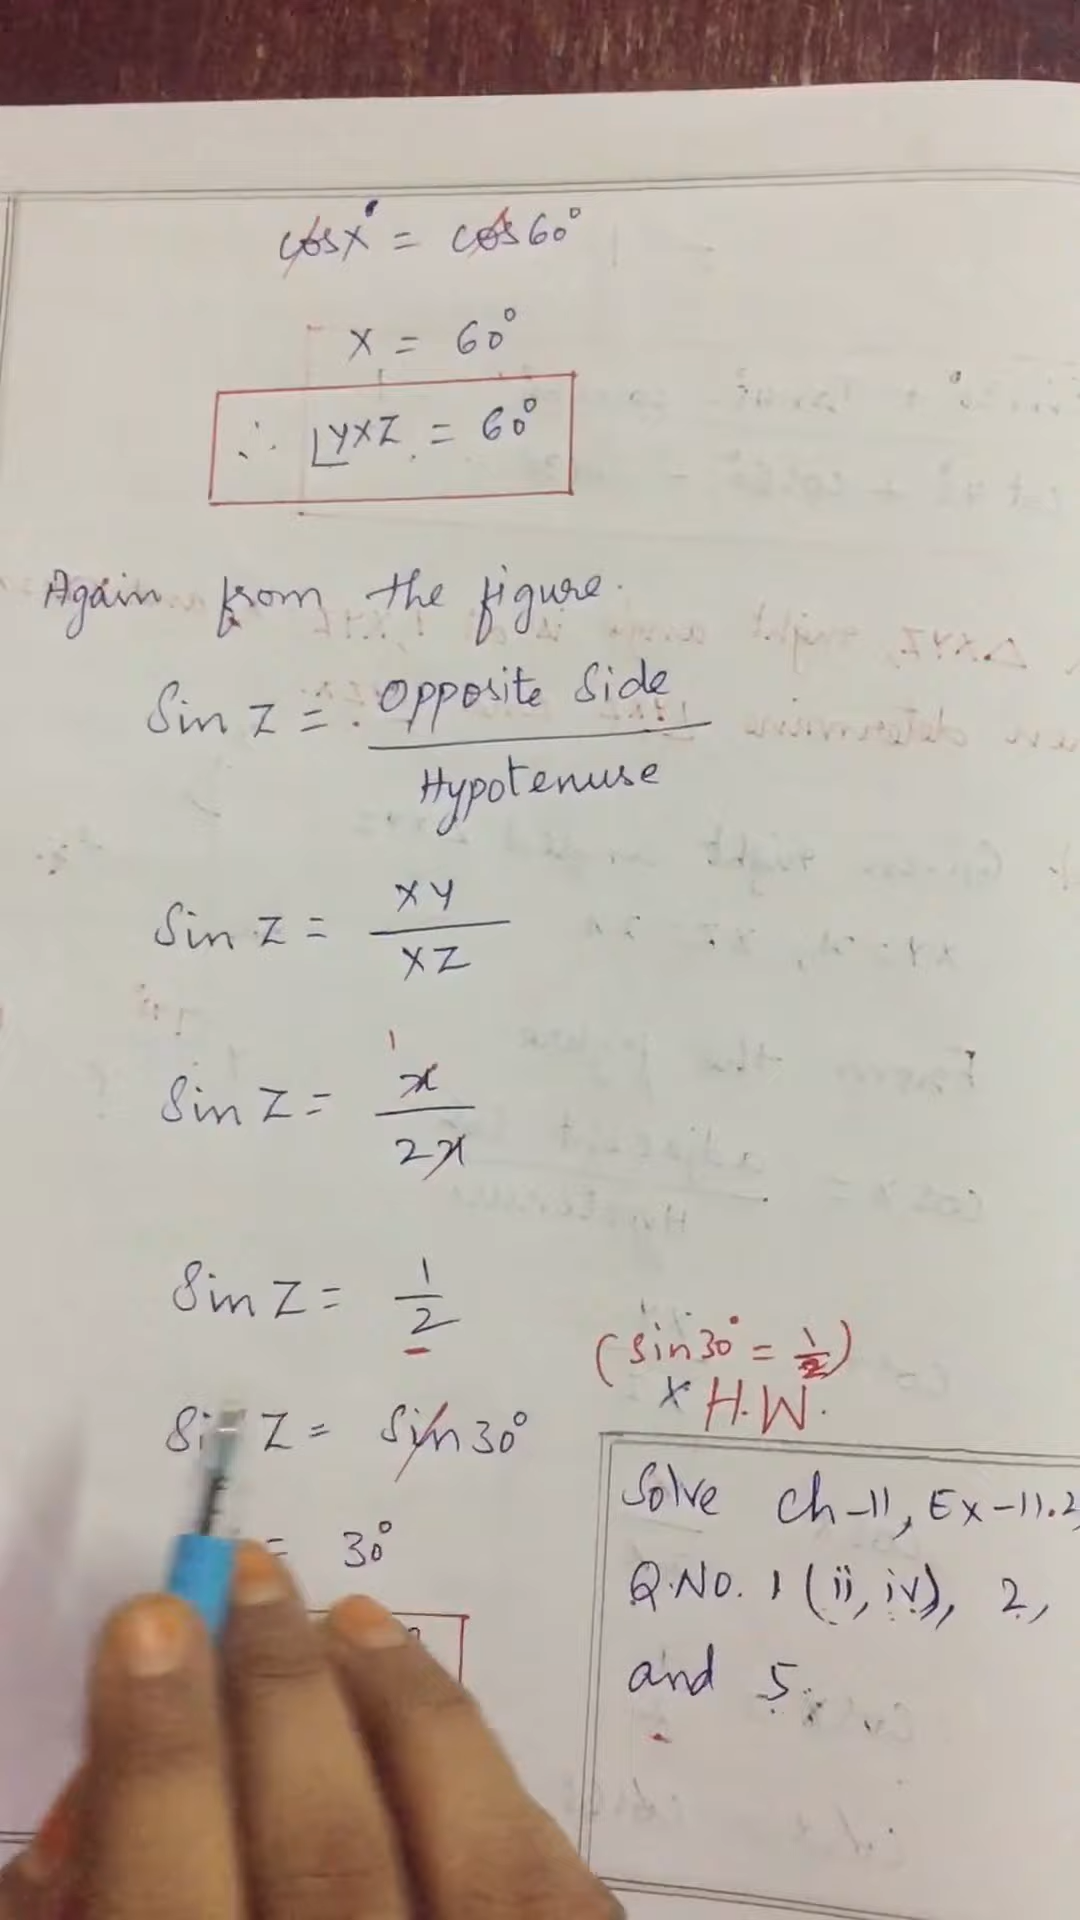 cos x° = cos 60°
x = 60°
∴ ∠YXZ = 60°
Again from the figure.
Sin Z = Opposite Side / Hypotenuse
Sin Z = XY / XZ
Sin Z = 1 x / 2x
Sin Z = 1/2
(sin 30° = 1/2)
x H.W.
Sin Z = Sin 30°
= 30°
Solve Ch-11, Ex-11.2,
Q.NO. 1 (ii, iv), 2,
and 5.